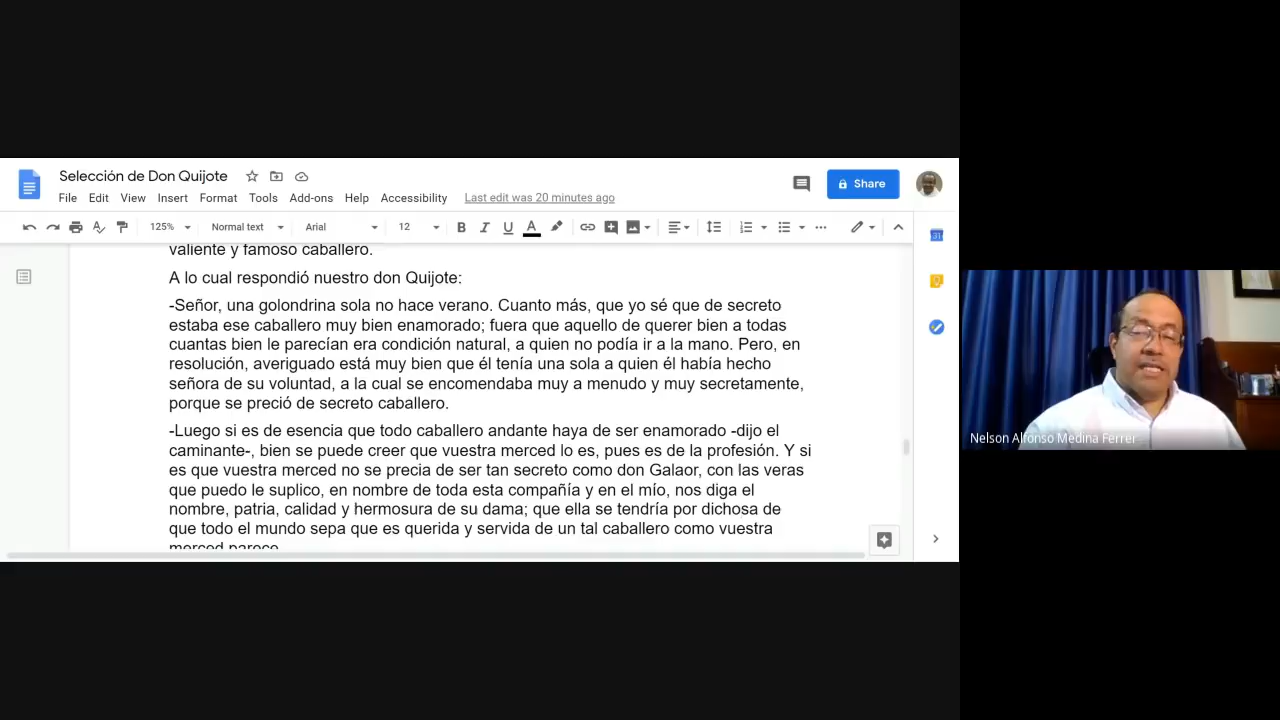 Selección de Don Quijote
File Edit View Insert Format Tools Add-ons Help Accessibility Last edit was 20 minutes ago
Share
125% Normal text Arial 12 B I U A
valiente y famoso caballero.
A lo cual respondió nuestro don Quijote:
-Señor, una golondrina sola no hace verano. Cuanto más, que yo sé que de secreto
estaba ese caballero muy bien enamorado; fuera que aquello de querer bien a todas
cuantas bien le parecían era condición natural, a quien no podía ir a la mano. Pero, en
resolución, averiguado está muy bien que él tenía una sola a quien él había hecho
señora de su voluntad, a la cual se encomendaba muy a menudo y muy secretamente,
porque se preció de secreto caballero.
-Luego si es de esencia que todo caballero andante haya de ser enamorado -dijo el
caminante-, bien se puede creer que vuestra merced lo es, pues es de la profesión. Y si
es que vuestra merced no se precia de ser tan secreto como don Galaor, con las veras
que puedo le suplico, en nombre de toda esta compañía y en el mío, nos diga el
nombre, patria, calidad y hermosura de su dama; que ella se tendría por dichosa de
que todo el mundo sepa que es querida y servida de un tal caballero como vuestra
merced parece.
Nelson Alfonso Medina Ferrer